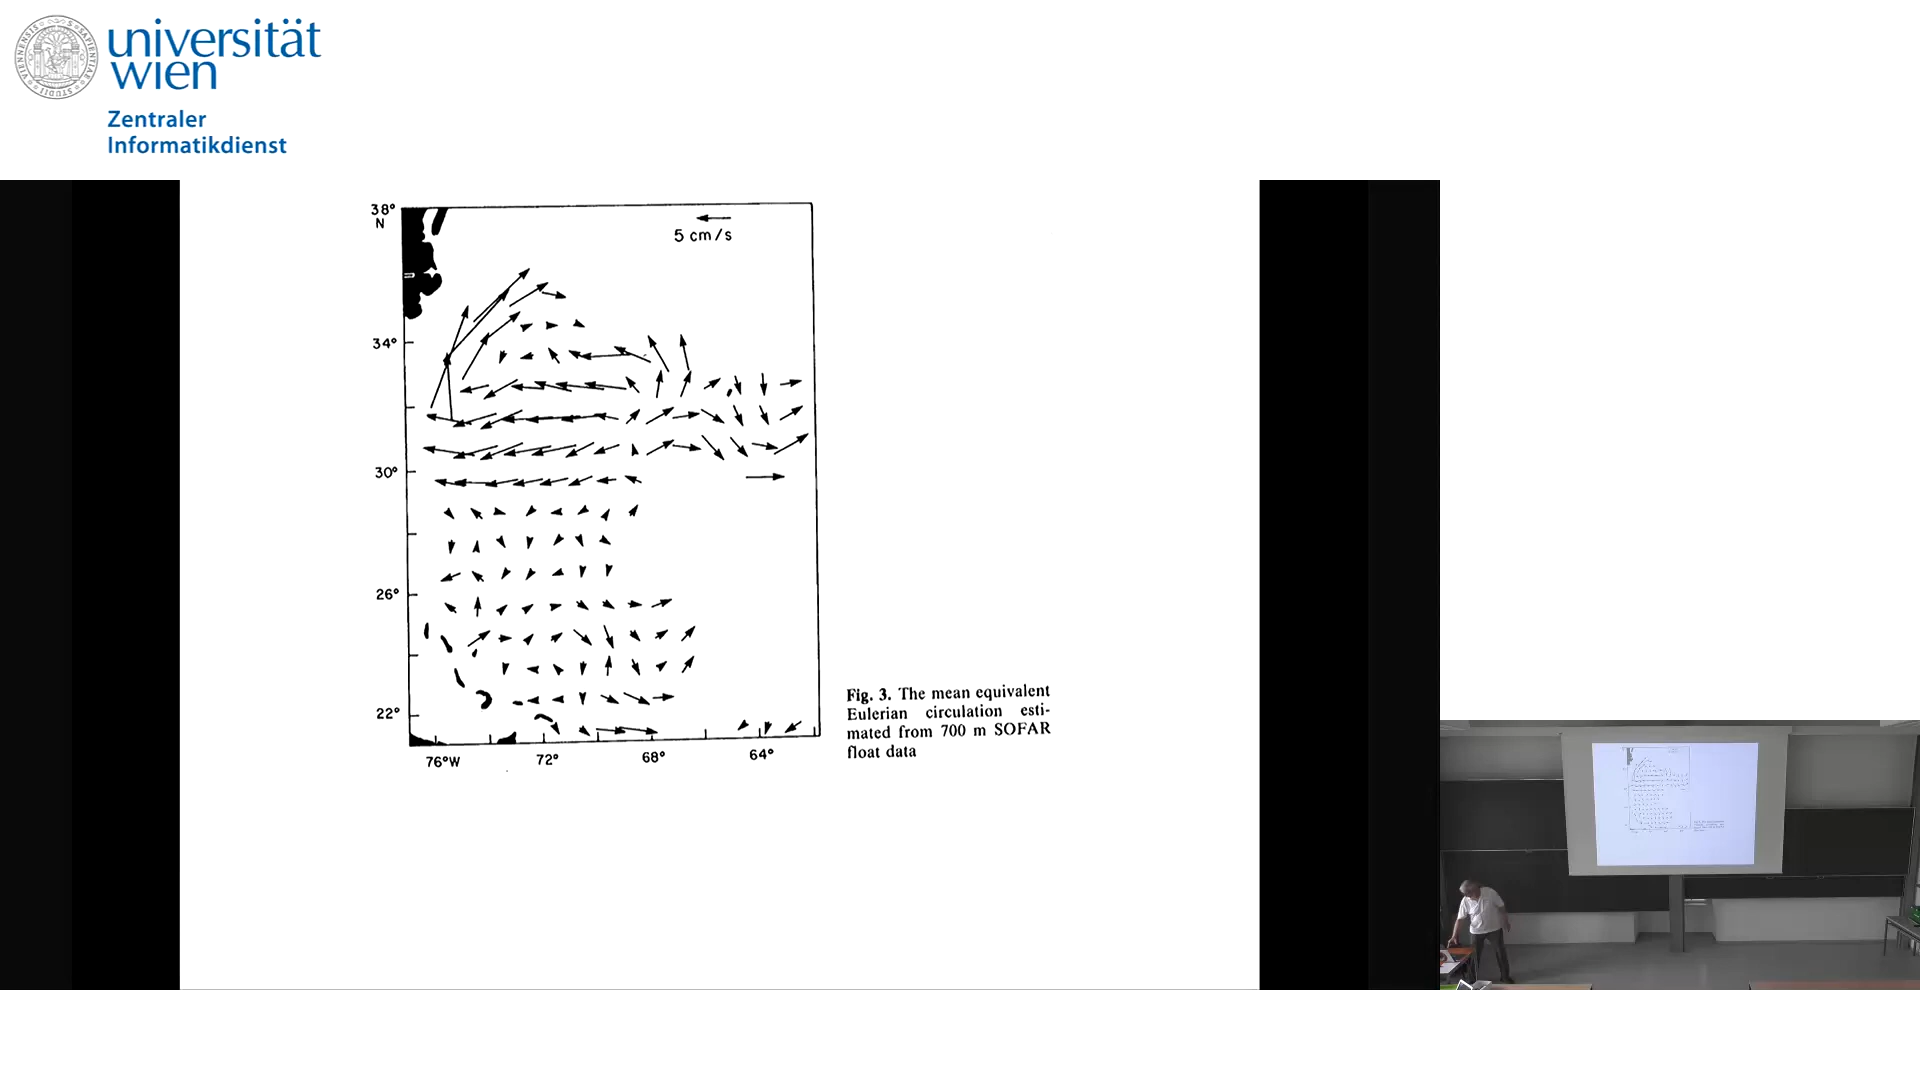 universität
wien
Zentraler
Informatikdienst
38°
N
5 cm/s
34°
30°
26°
22°
76°W
72°
68°
64°
Fig. 3. The mean equivalent
Eulerian circulation esti-
mated from 700 m SOFAR
float data